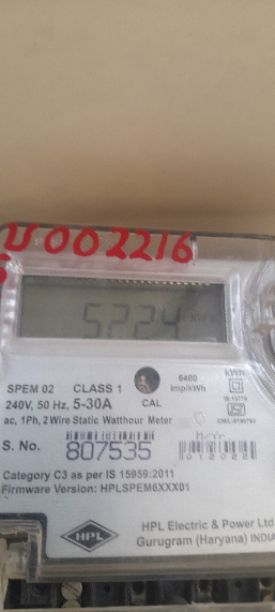 U002216
5224
SPEM 02 CLASS 1 6400 kWh
240V, 50 Hz, 5-30A CAL imp/kWh
ac, 1Ph, 2 Wire Static Watthour Meter
S. No. 807535
Category C3 as per IS 15959:2011
Firmware Version: HPLSPEM6XXX01
HPL
HPL Electric & Power Ltd
Gurugram (Haryana) INDIA